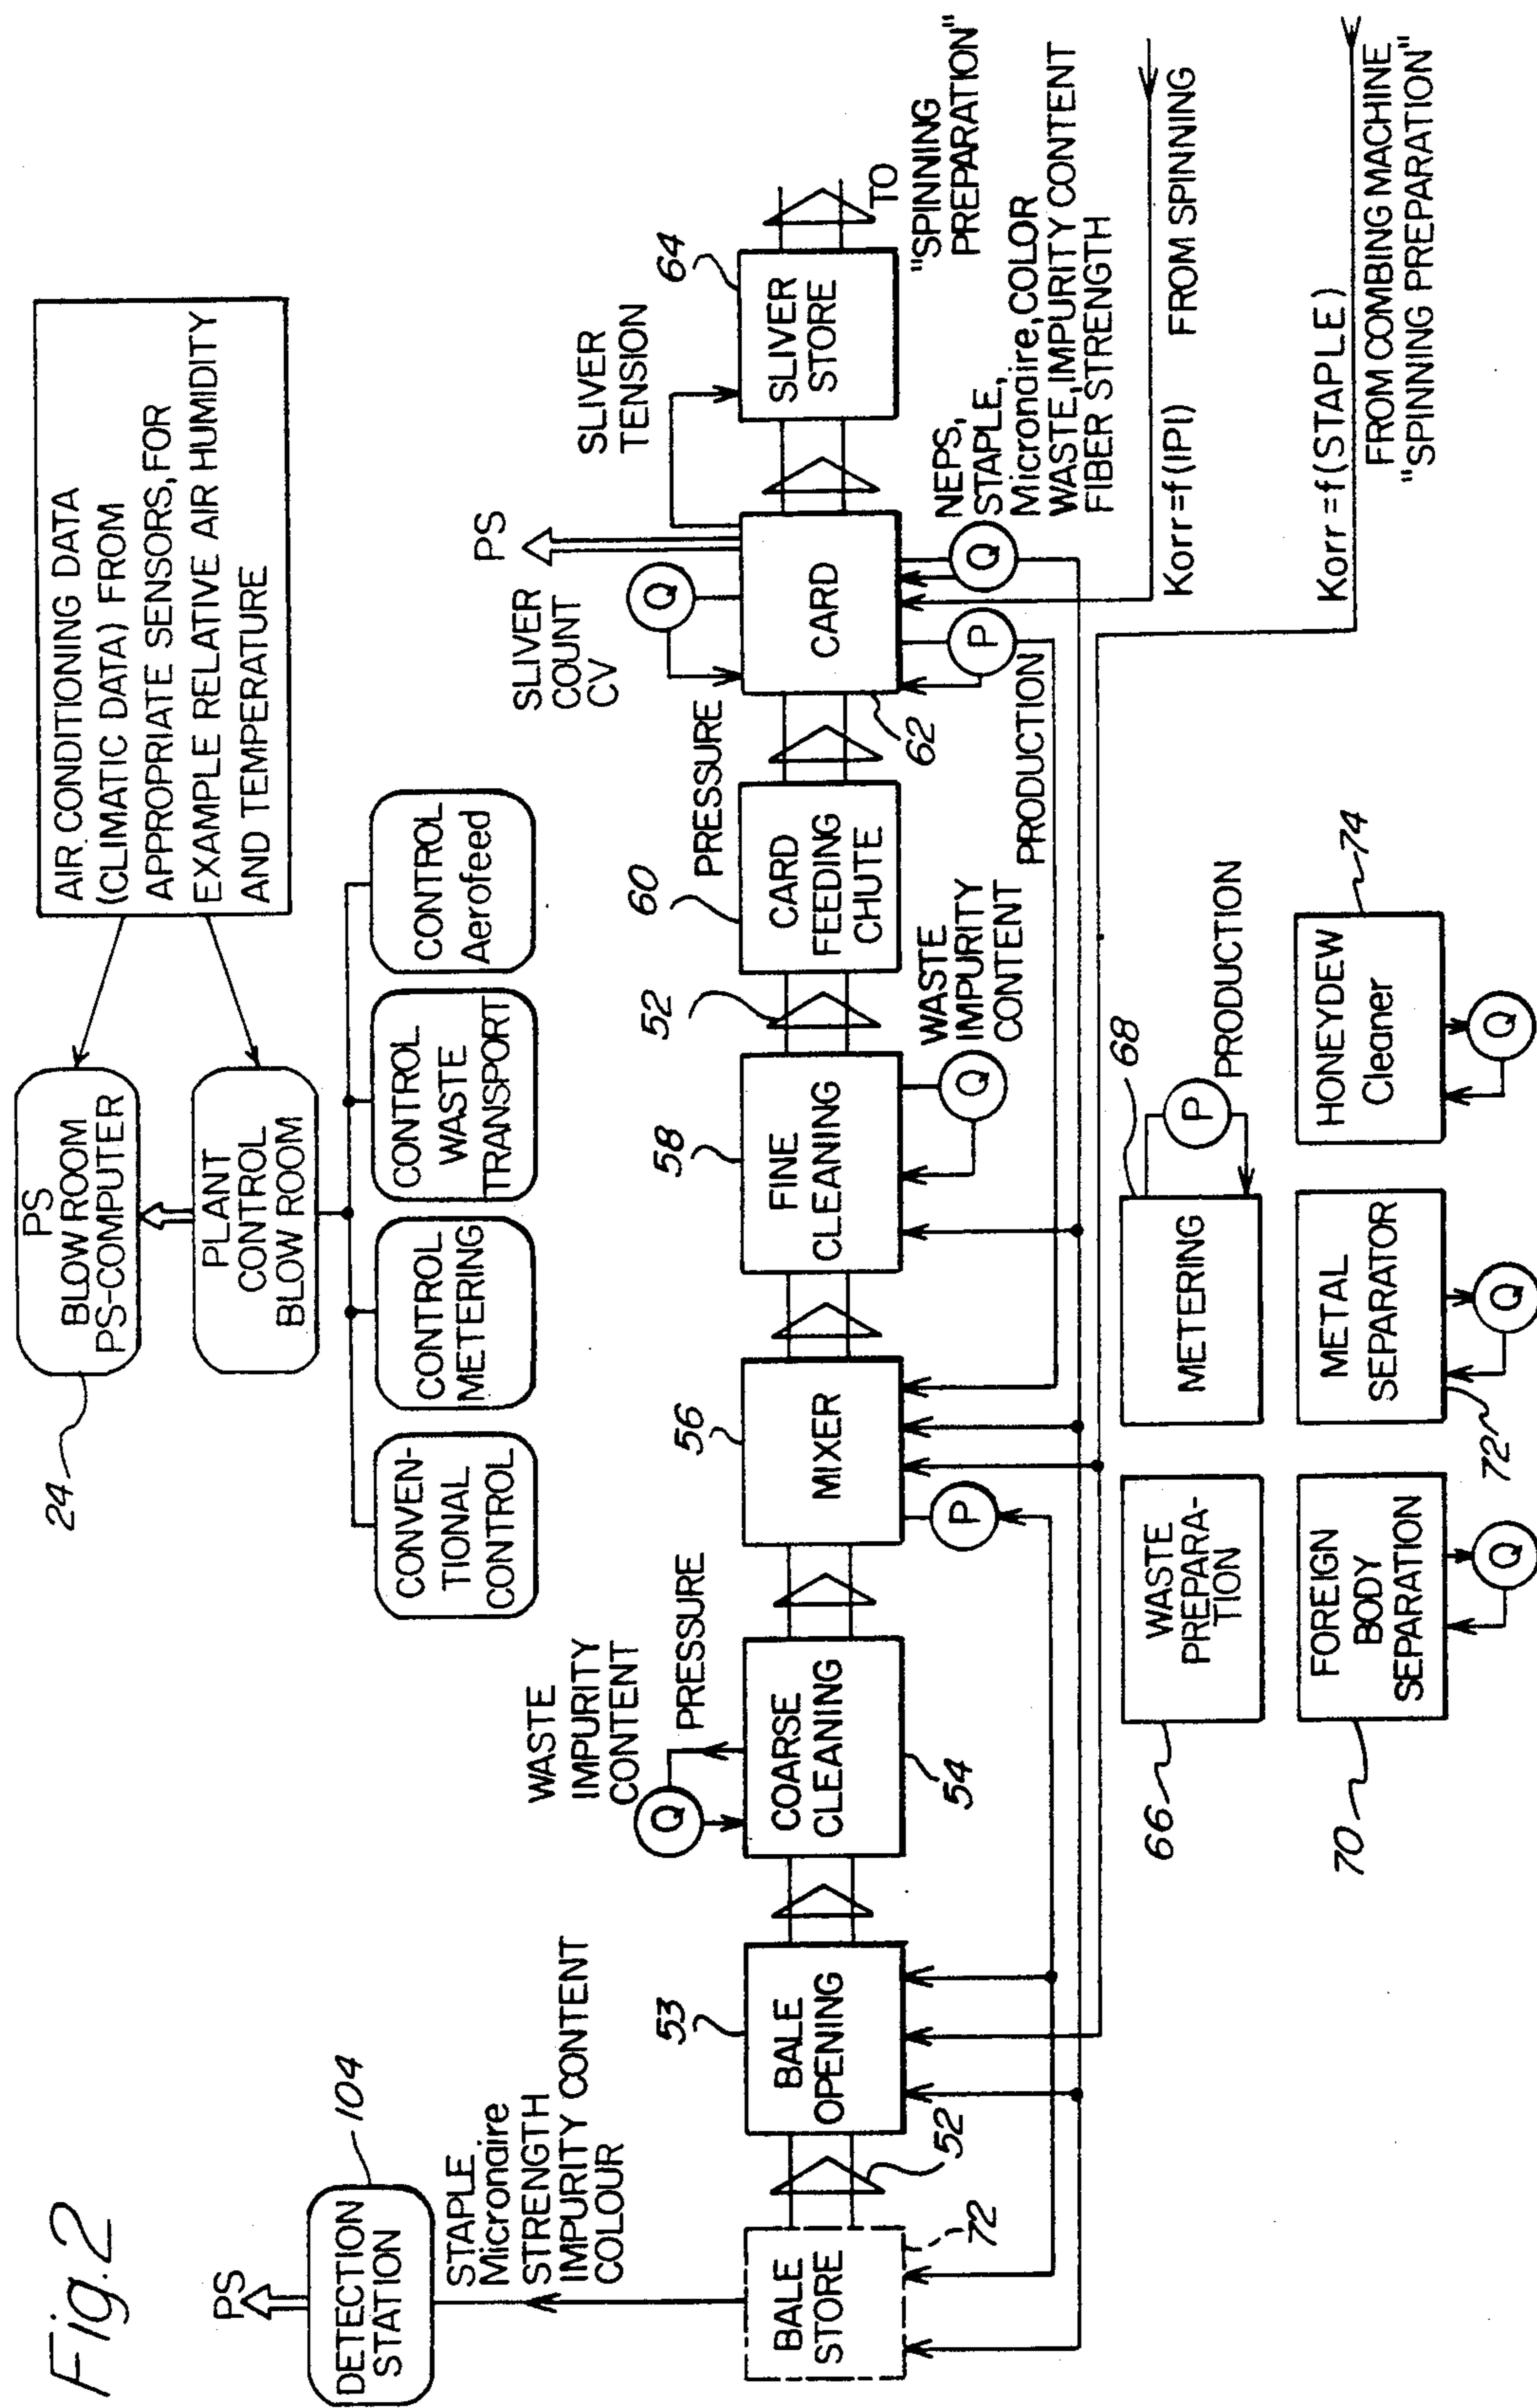 Fig. 2
PS
BLOW ROOM
PS-COMPUTER
24
AIR CONDITIONING DATA
(CLIMATIC DATA) FROM
APPROPRIATE SENSORS, FOR
EXAMPLE RELATIVE AIR HUMIDITY
AND TEMPERATURE
PLANT
CONTROL
BLOW ROOM
CONVEN-
TIONAL
CONTROL
CONTROL
METERING
CONTROL
WASTE
TRANSPORT
CONTROL
Aerofeed
PS
DETECTION
STATION
104
STAPLE
Micronaire
STRENGTH
IMPURITY CONTENT
COLOUR
WASTE
IMPURITY
CONTENT
Q
PRESSURE
PRESSURE
SLIVER
COUNT
CV
Q
PS
SLIVER
TENSION
BALE
STORE
72
52
53
BALE
OPENING
COARSE
CLEANING
54
56
MIXER
P
58
FINE
CLEANING
Q
WASTE
IMPURITY
CONTENT
52
60
CARD
FEEDING
CHUTE
CARD
62
P
PRODUCTION
Q
NEPS,
STAPLE,
Micronaire, COLOR
WASTE, IMPURITY CONTENT
FIBER STRENGTH
64
SLIVER
STORE
TO
"SPINNING
PREPARATION"
Korr=f(IPI) FROM SPINNING
Korr=f(STAPLE)
FROM COMBING MACHINE
"SPINNING PREPARATION"
66
WASTE
PREPARA-
TION
METERING
68
P
PRODUCTION
70
FOREIGN
BODY
SEPARATION
Q
METAL
SEPARATOR
72
Q
HONEYDEW
Cleaner
74
Q